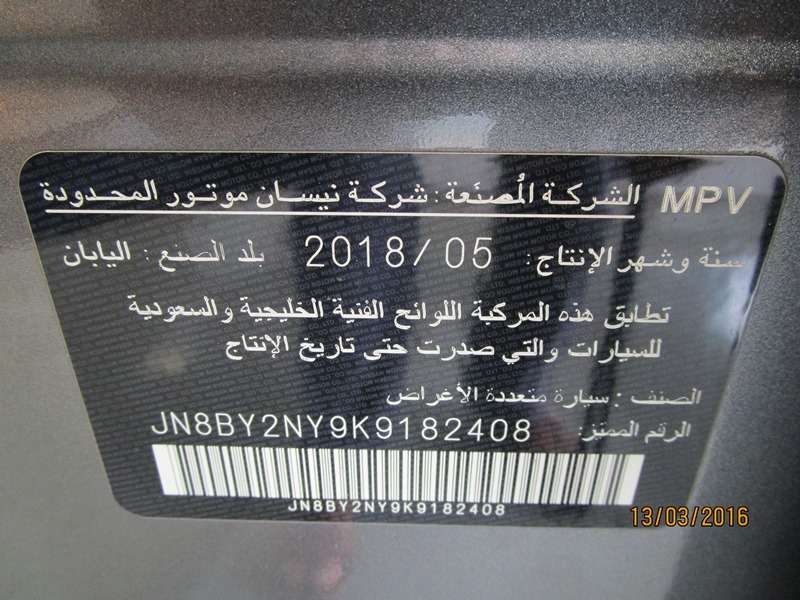 MPV الشركة المُصنّعة: شركة نيسان موتور المحدودة
سنة وشهر الإنتاج: 2018/05 بلد الصنع: اليابان
تطابق هذه المركبة اللوائح الفنية الخليجية والسعودية
للسيارات والتي صدرت حتى تاريخ الإنتاج
الصنف: سيارة متعددة الأغراض
الرقم المميّز: JN8BY2NY9K9182408
JN8BY2NY9K9182408
13/03/2016